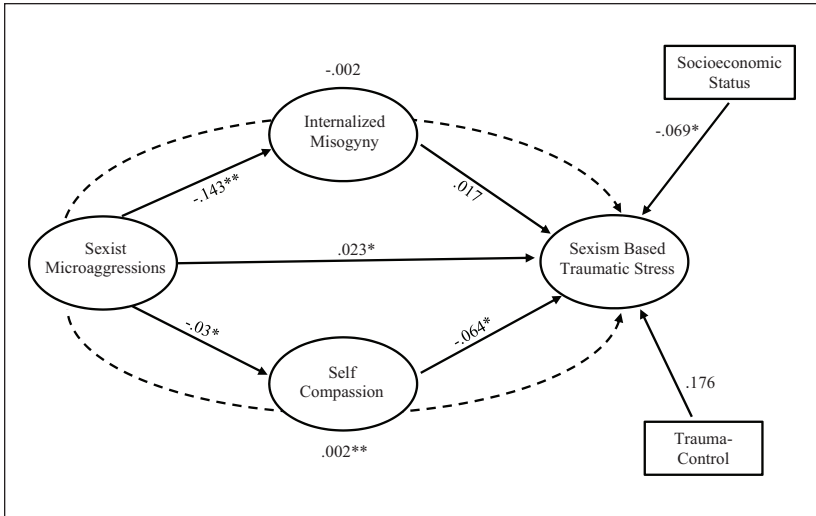 -.002
Socioeconomic
Status
Internalized
Misogyny
-.069*
-.143**
.017
Sexist
Microaggressions
.023*
Sexism Based
Traumatic Stress
-.03*
-.064*
Self
Compassion
.176
.002**
Trauma-
Control